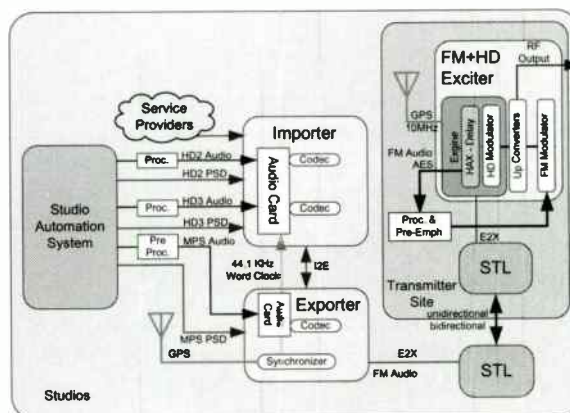 Service
Providers
Studio
Automation
System
Proc.
HD2 Audio
HD2 PSD
Proc.
HD3 Audio
HD3 PSD
Pre
Proc.
MPS Audio
MPS PSD
Importer
Audio Card
Codec
Codec
44.1 KHz
Word Clock
I2E
Exporter
Audio
Card
Codec
Synchronizer
GPS
E2X
FM Audio
STL
Studios
FM+HD
Exciter
RF
Output
GPS
10MHz
FM Audio
AES
Engine
HAX - Delay
HD Modulator
Up Converters
FM Modulator
Proc. &
Pre-Emph
E2X
STL
Transmitter
Site
unidirectional
bidirectional